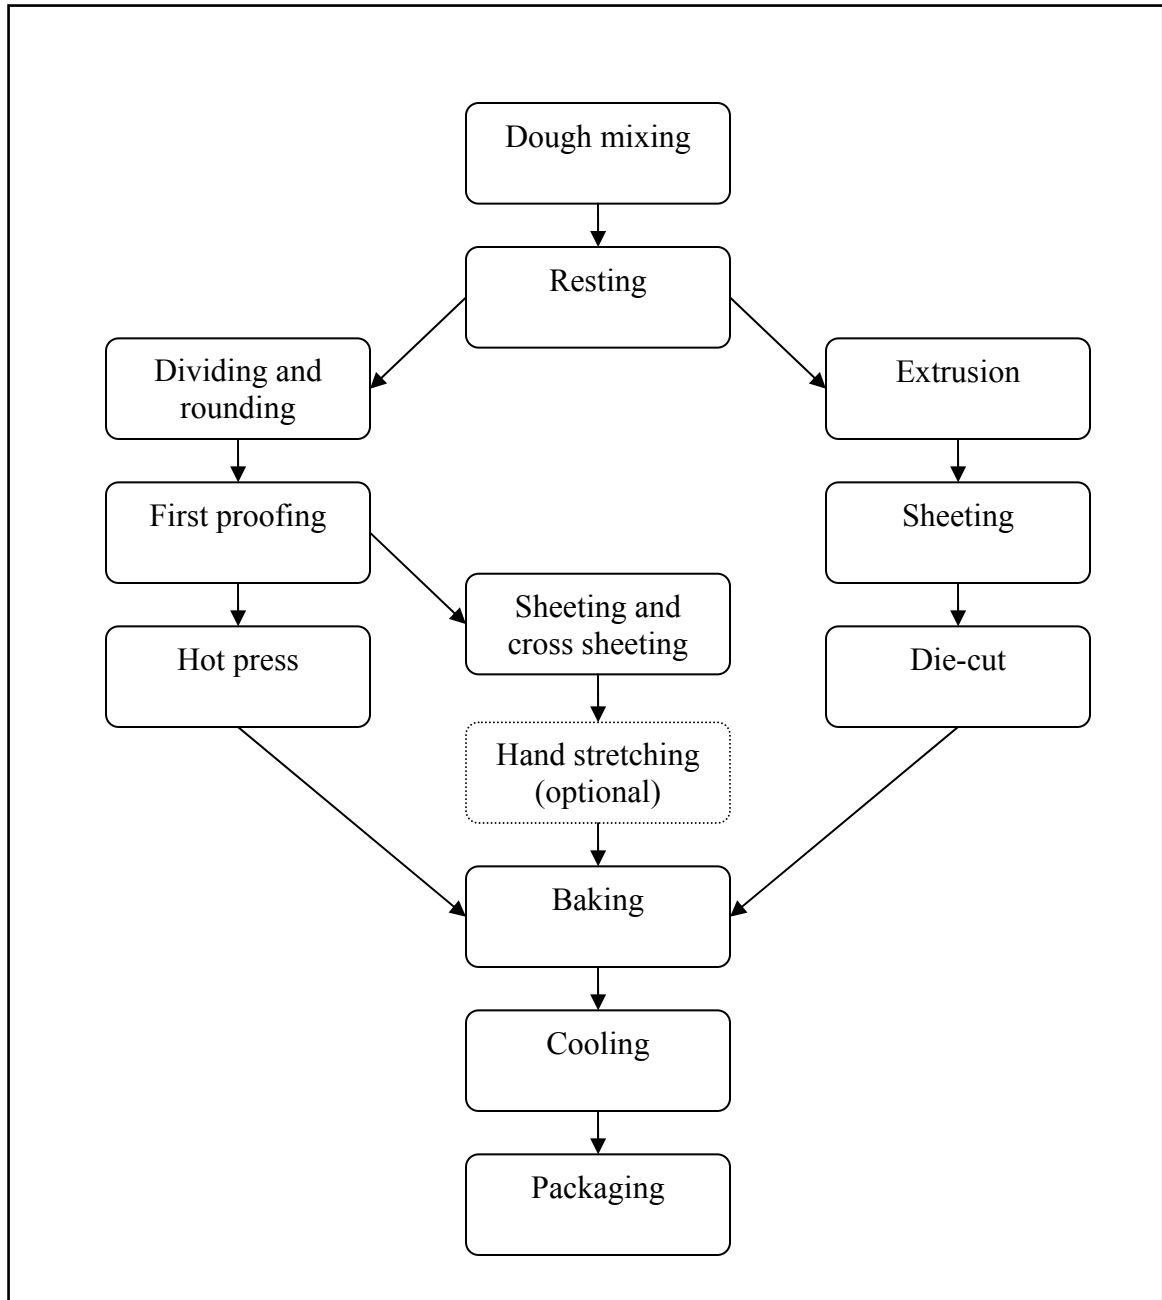 Dough mixing
Resting
Dividing and
rounding
Extrusion
First proofing
Sheeting
Sheeting and
cross sheeting
Hot press
Die-cut
Hand stretching
(optional)
Baking
Cooling
Packaging